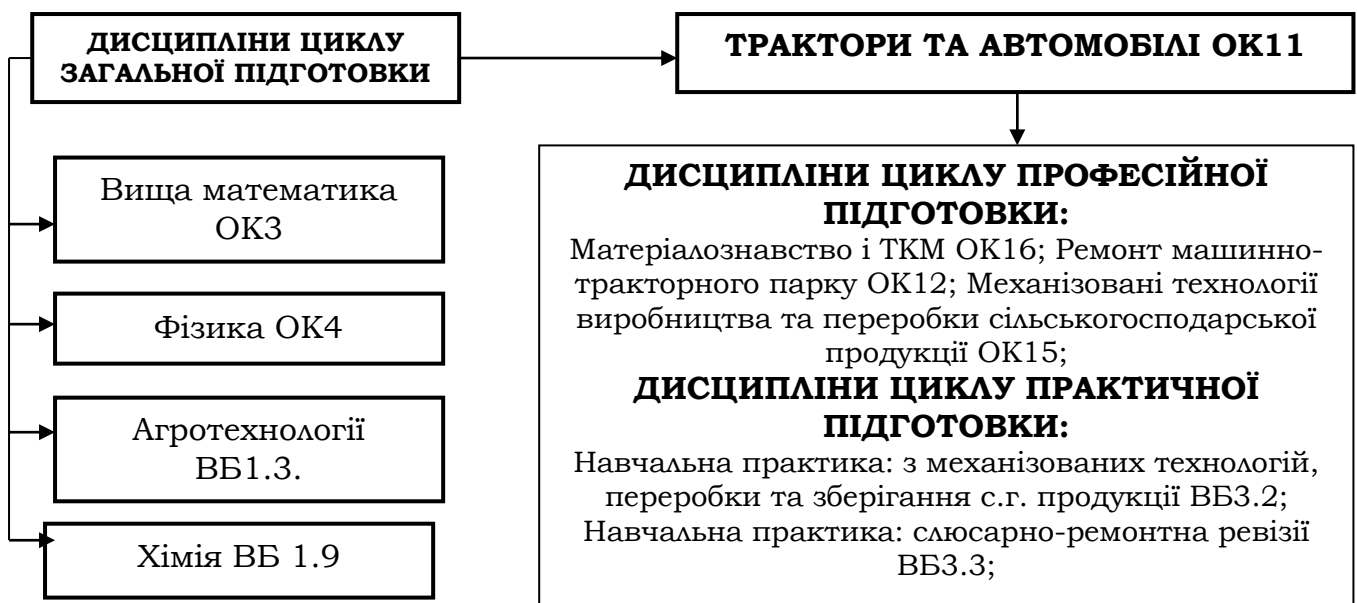 ДИСЦИПЛІНИ ЦИКЛУ
ЗАГАЛЬНОЇ ПІДГОТОВКИ
ТРАКТОРИ ТА АВТОМОБІЛІ ОК11
Вища математика
ОК3
Фізика ОК4
Агротехнології
ВБ1.3.
Хімія ВБ 1.9
ДИСЦИПЛІНИ ЦИКЛУ ПРОФЕСІЙНОЇ
ПІДГОТОВКИ:
Матеріалознавство і ТКМ ОК16; Ремонт машинно-
тракторного парку ОК12; Механізовані технології
виробництва та переробки сільськогосподарської
продукції ОК15;
ДИСЦИПЛІНИ ЦИКЛУ ПРАКТИЧНОЇ
ПІДГОТОВКИ:
Навчальна практика: з механізованих технологій,
переробки та зберігання с.г. продукції ВБ3.2;
Навчальна практика: слюсарно-ремонтна ревізії
ВБ3.3;